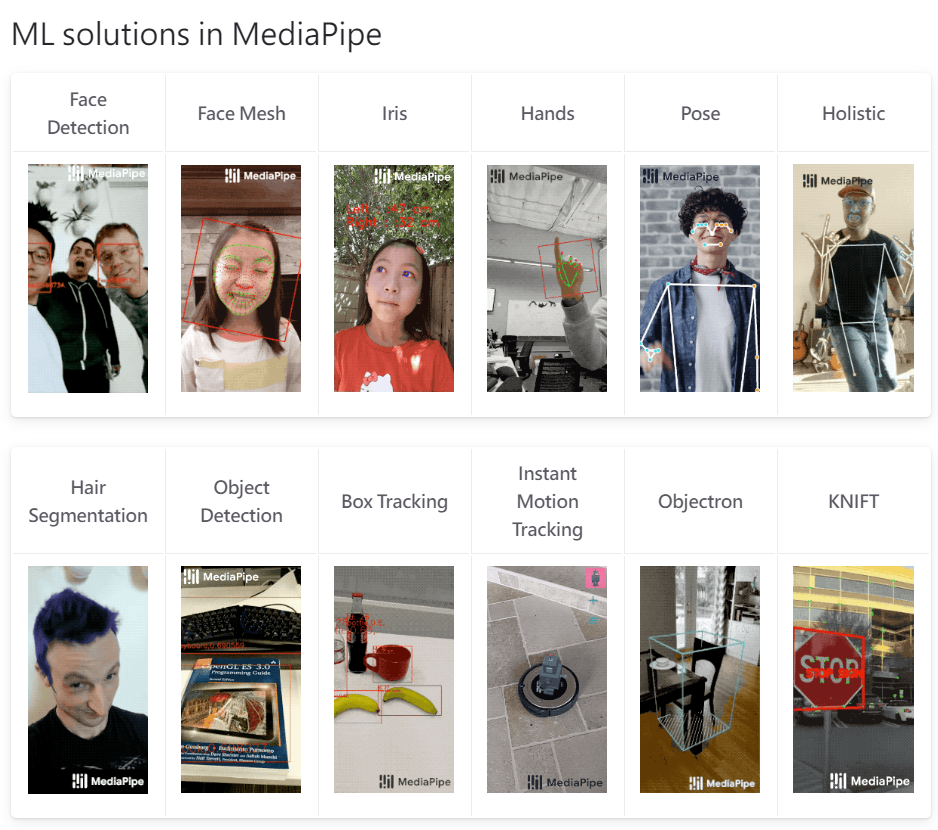 ML solutions in MediaPipe
Face
Detection
Face Mesh
Iris
Hands
Pose
Holistic
MediaPipe
MediaPipe
MediaPipe
MediaPipe
MediaPipe
MediaPipe
Hair
Segmentation
Object
Detection
Box Tracking
Instant
Motion
Tracking
Objectron
KNIFT
MediaPipe
OpenGL ES 3.0
Programming Guide
STOP
MediaPipe
MediaPipe
MediaPipe
MediaPipe
MediaPipe